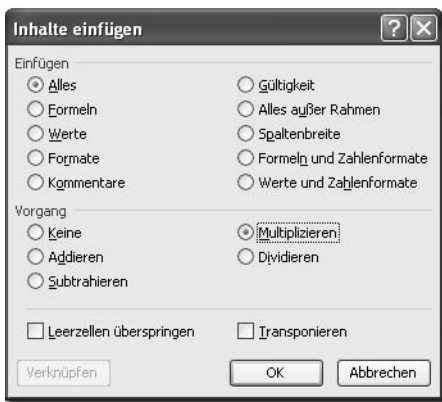 Inhalte einfügen
Einfügen
Alles
Gültigkeit
Formeln
Alles außer Rahmen
Werte
Spaltenbreite
Formate
Formeln und Zahlenformate
Kommentare
Werte und Zahlenformate
Vorgang
Keine
Multiplizieren
Addieren
Dividieren
Subtrahieren
Leerzellen überspringen
Transponieren
Verknüpfen
OK
Abbrechen